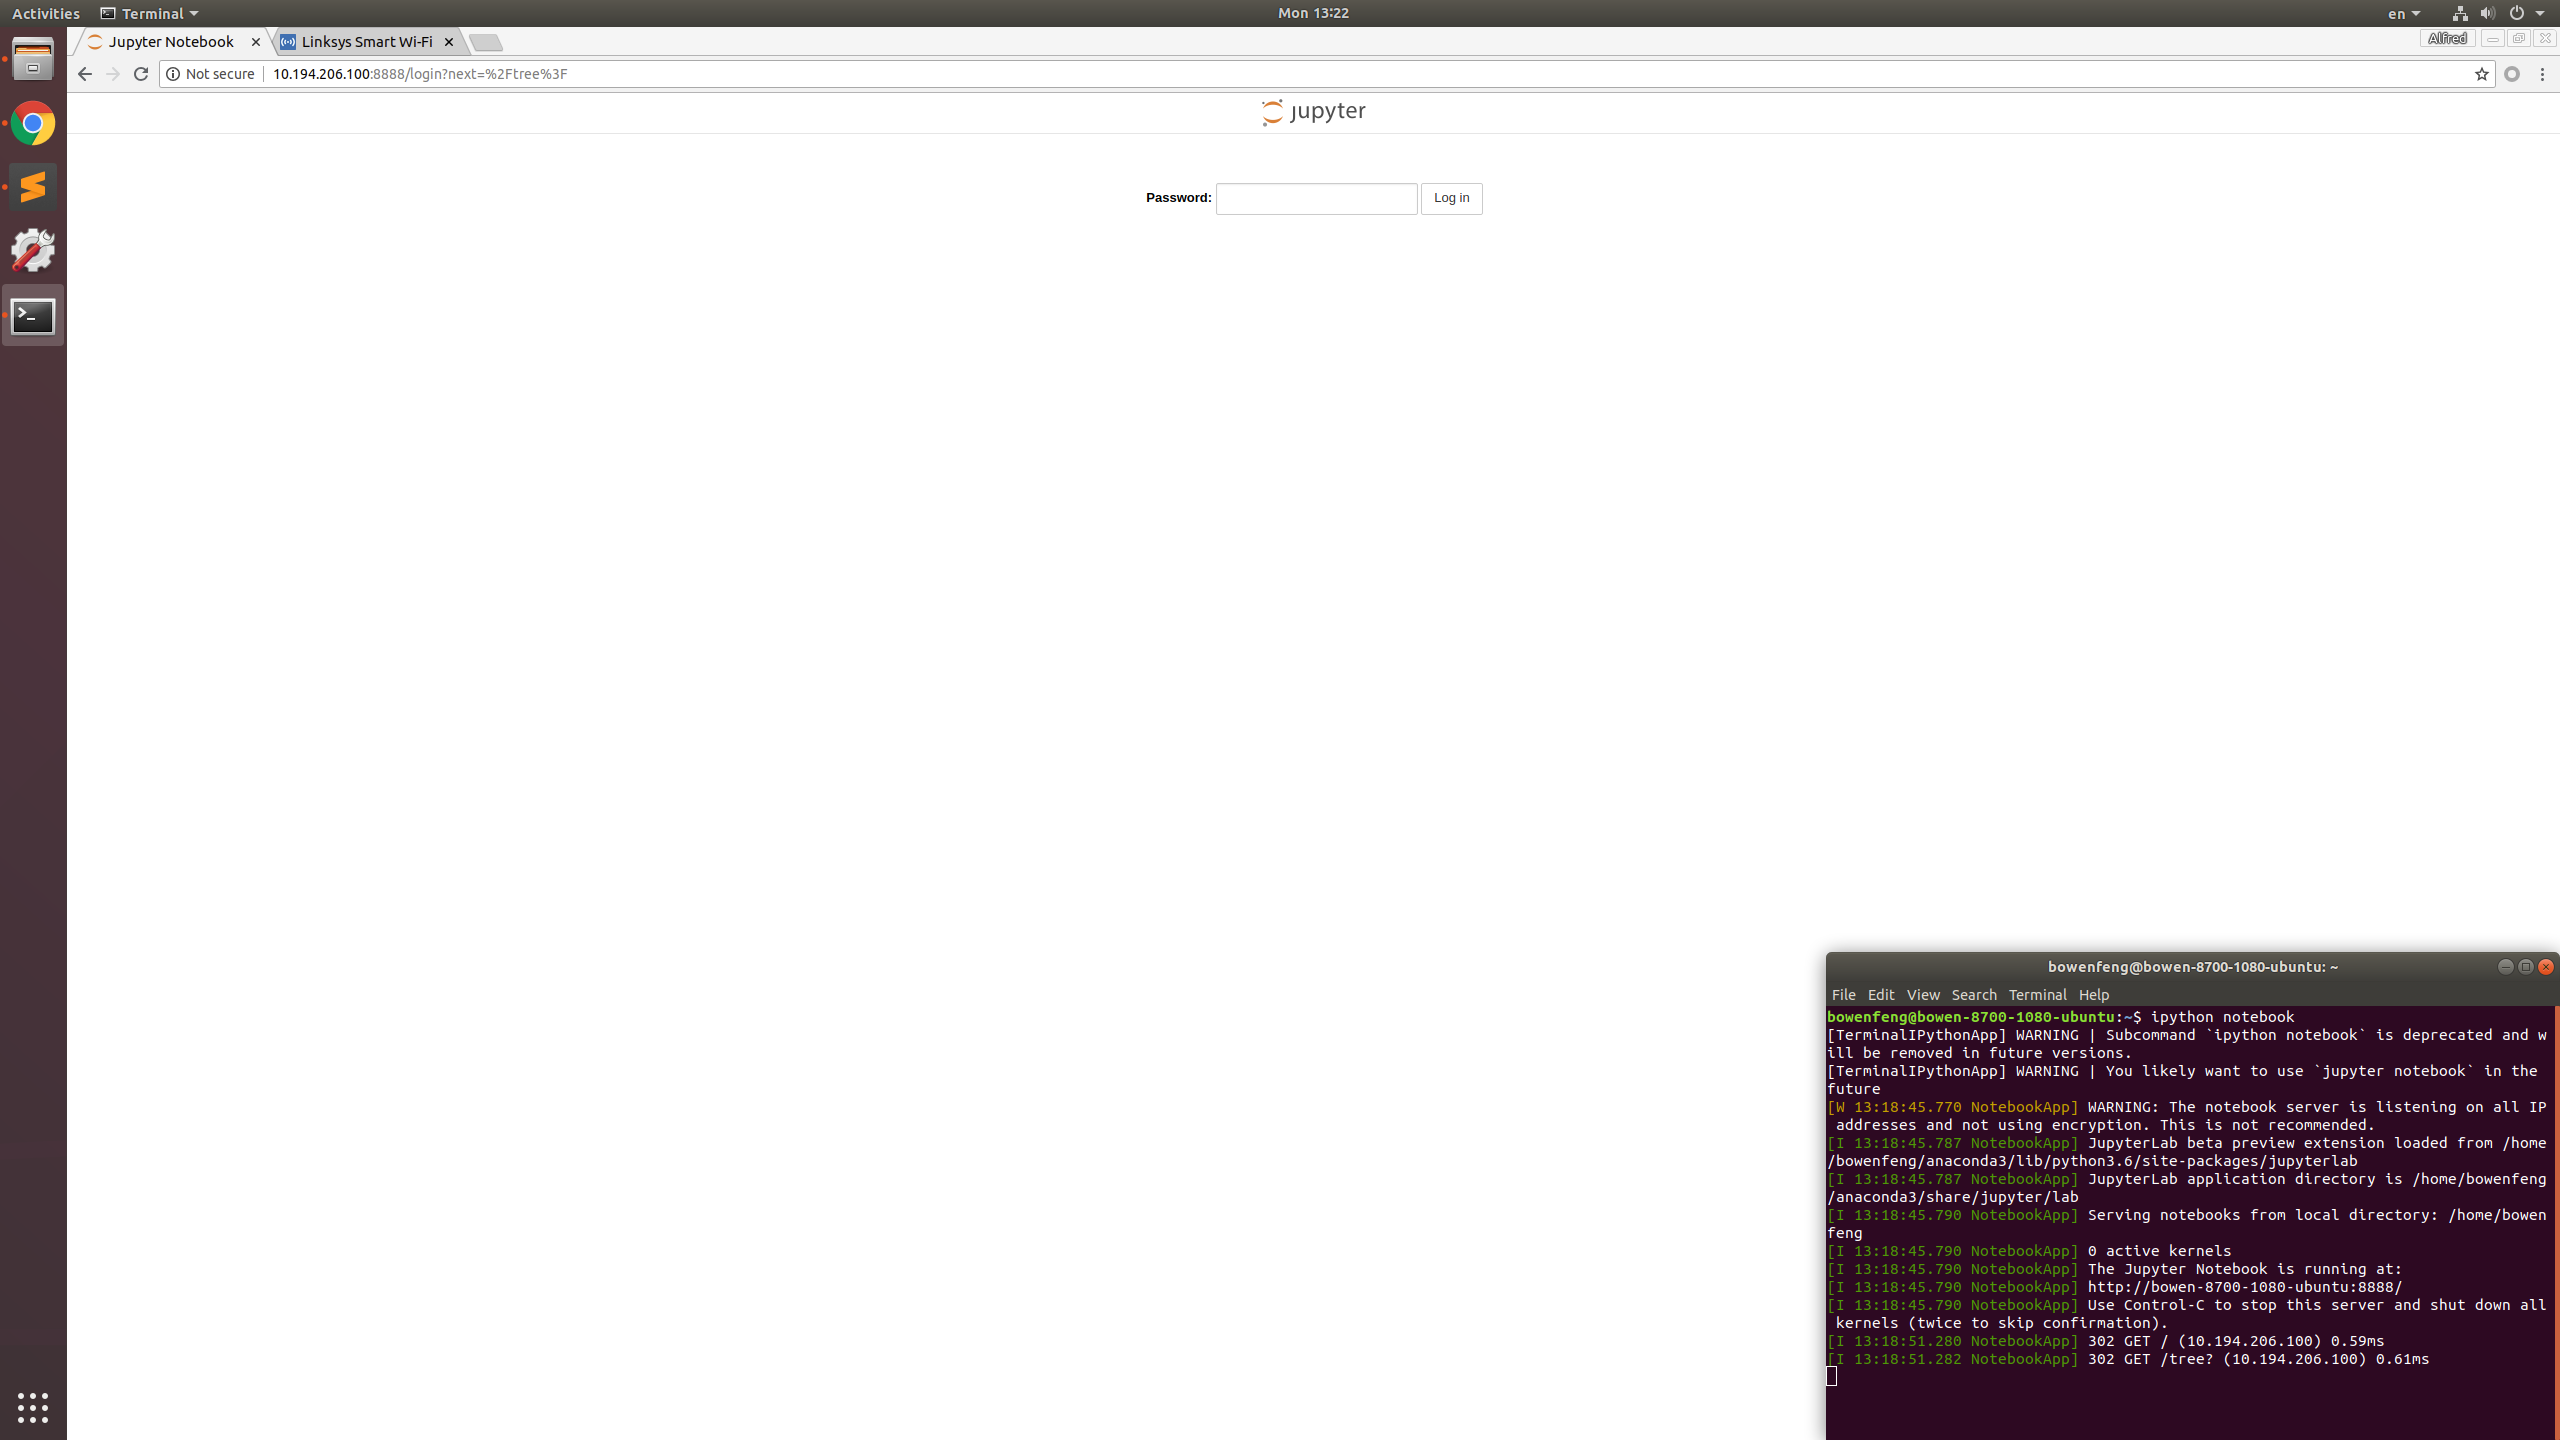 Activities Terminal Mon 13:22 en
Jupyter Notebook Linksys Smart Wi-Fi Alfred
Not secure 10.194.206.100:8888/login?next=%2Ftree%3F
jupyter
Password: Log in
bowenfeng@bowen-8700-1080-ubuntu: ~
File Edit View Search Terminal Help
bowenfeng@bowen-8700-1080-ubuntu:~$ ipython notebook
[TerminalIPythonApp] WARNING | Subcommand `ipython notebook` is deprecated and w
ill be removed in future versions.
[TerminalIPythonApp] WARNING | You likely want to use `jupyter notebook` in the
future
[W 13:18:45.770 NotebookApp] WARNING: The notebook server is listening on all IP
addresses and not using encryption. This is not recommended.
[I 13:18:45.787 NotebookApp] JupyterLab beta preview extension loaded from /home
/bowenfeng/anaconda3/lib/python3.6/site-packages/jupyterlab
[I 13:18:45.787 NotebookApp] JupyterLab application directory is /home/bowenfeng
/anaconda3/share/jupyter/lab
[I 13:18:45.790 NotebookApp] Serving notebooks from local directory: /home/bowen
feng
[I 13:18:45.790 NotebookApp] 0 active kernels
[I 13:18:45.790 NotebookApp] The Jupyter Notebook is running at:
[I 13:18:45.790 NotebookApp] http://bowen-8700-1080-ubuntu:8888/
[I 13:18:45.790 NotebookApp] Use Control-C to stop this server and shut down all
kernels (twice to skip confirmation).
[I 13:18:51.280 NotebookApp] 302 GET / (10.194.206.100) 0.59ms
[I 13:18:51.282 NotebookApp] 302 GET /tree? (10.194.206.100) 0.61ms